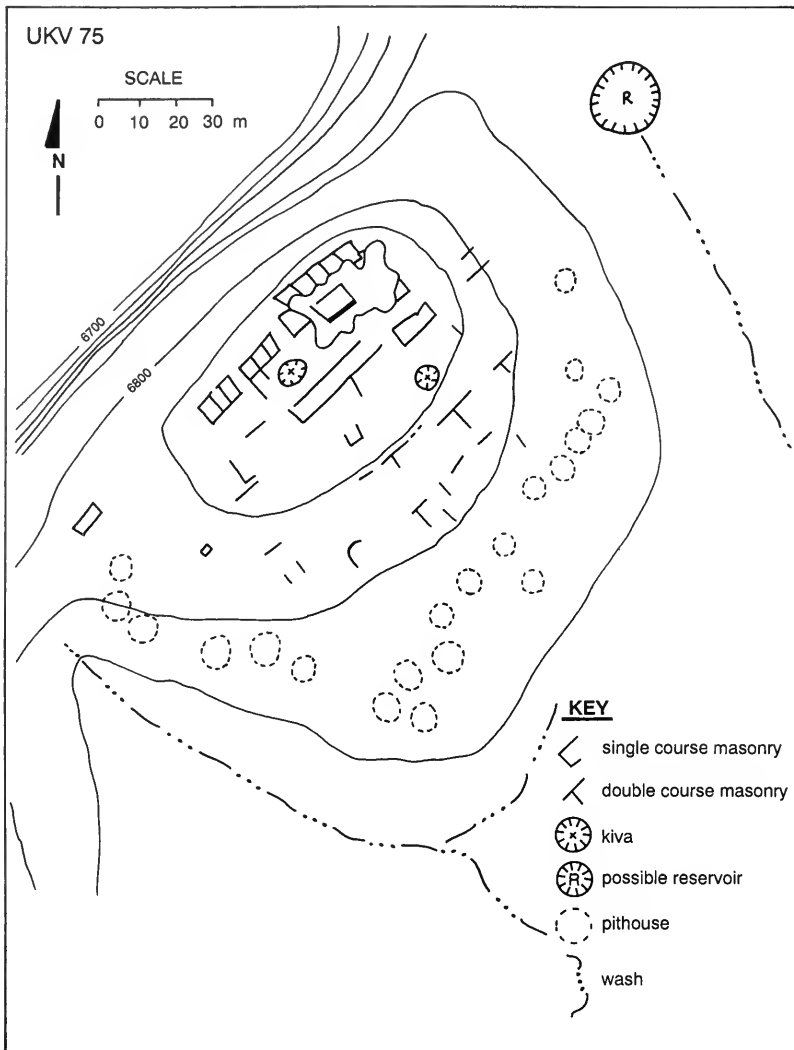 UKV 75
SCALE
0 10 20 30 m
N
R
6700
6800
KEY
single course masonry
double course masonry
x
kiva
R
possible reservoir
pithouse
wash
x
x